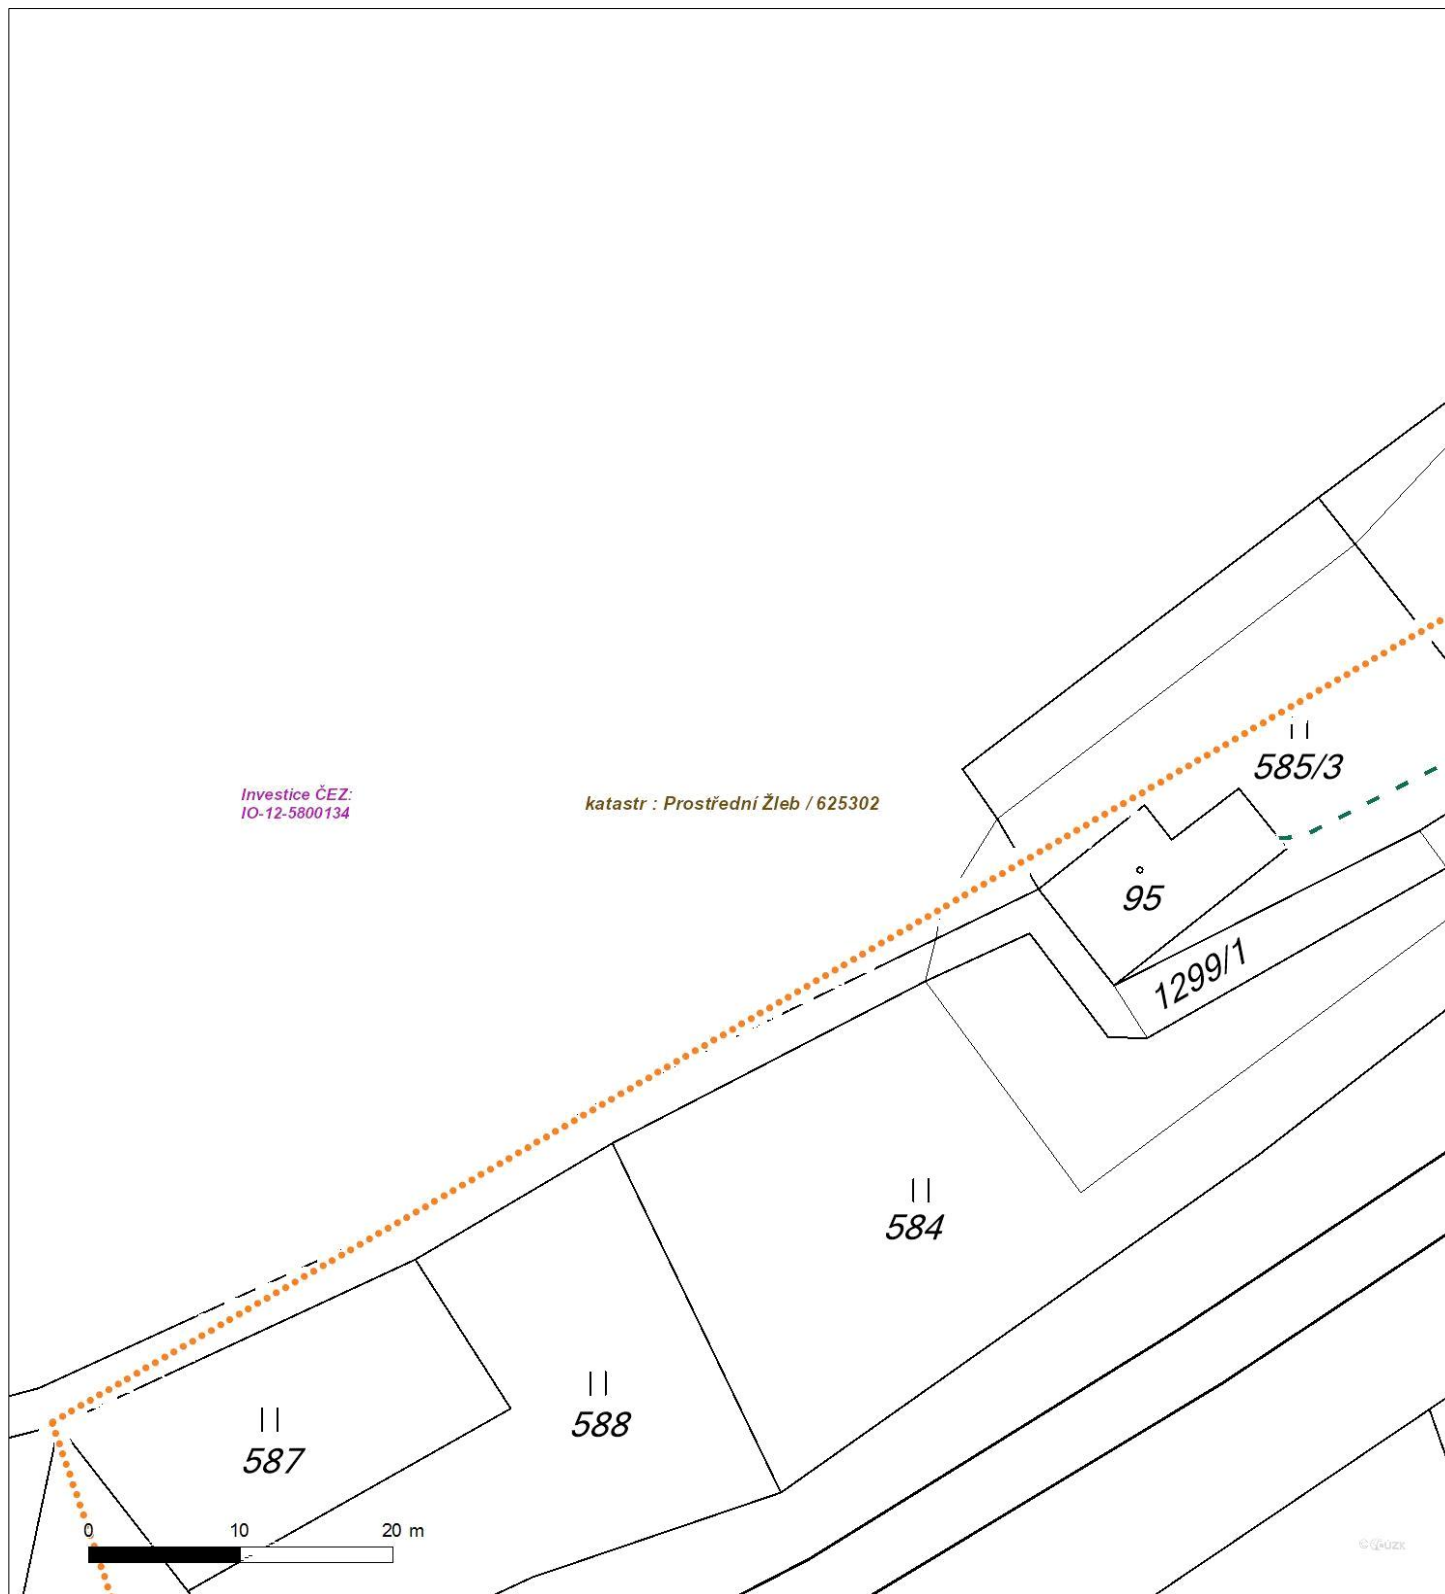 585/3
Investice ČEZ:
IO-12-5800134
katastr : Prostřední Žleb / 625302
95
1299/1
584
588
587
0 10 20 m